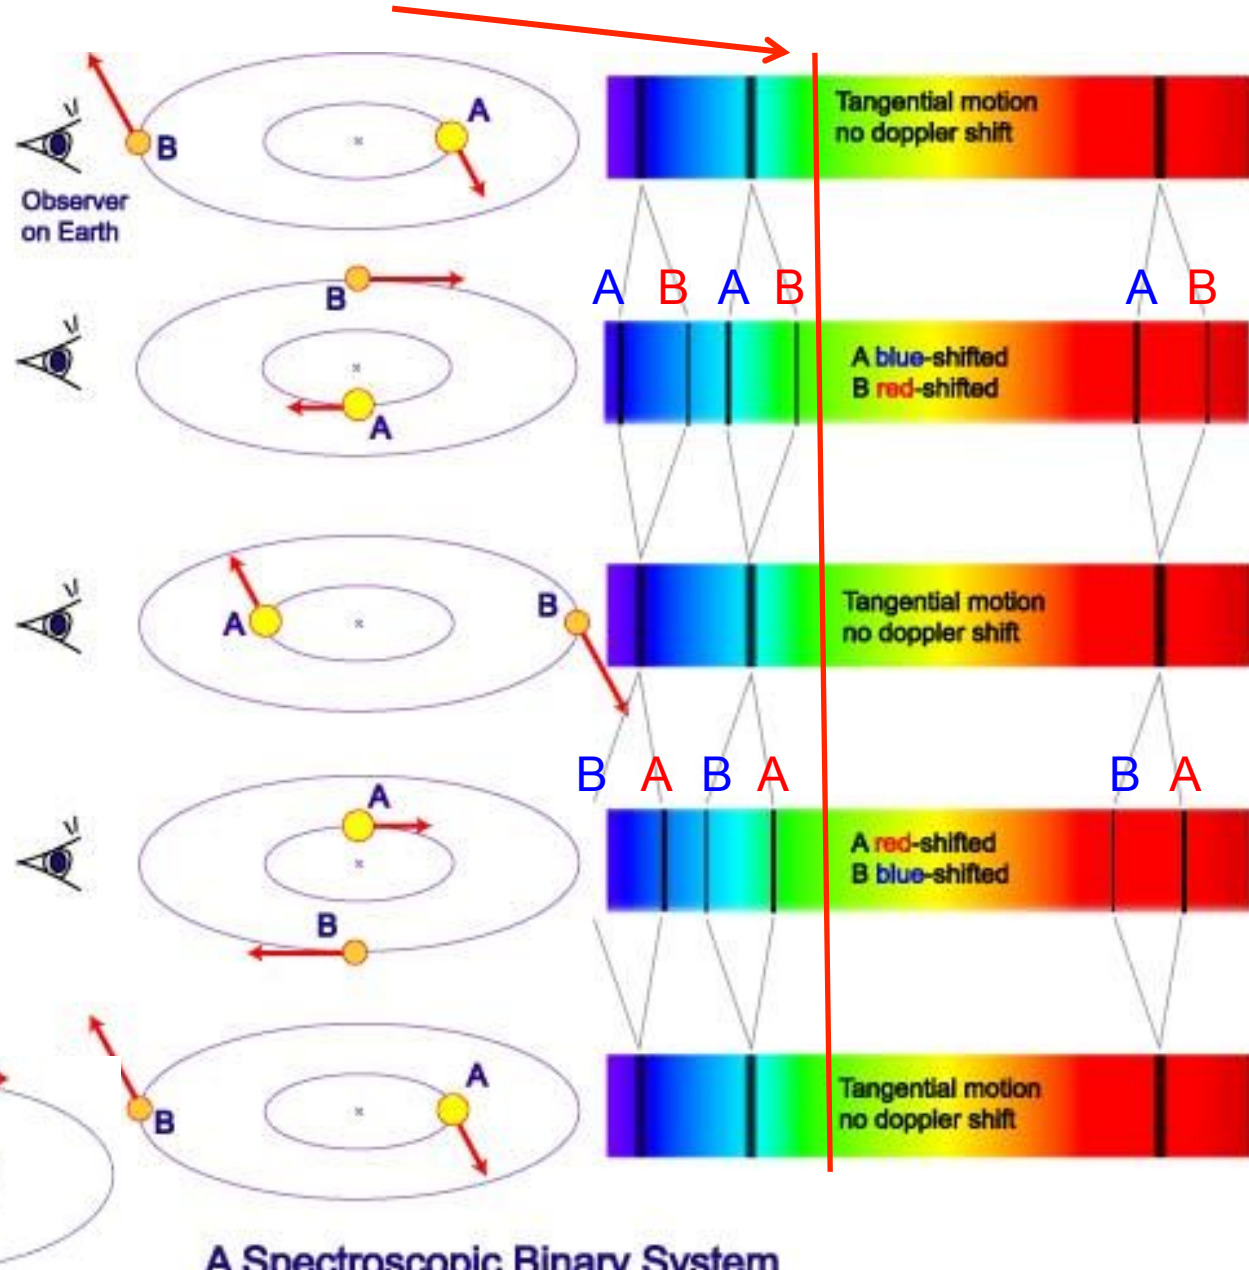 A
B
Tangential motion
no doppler shift
Observer
on Earth
A B A B A B
B
A
A blue-shifted
B red-shifted
A
B
Tangential motion
no doppler shift
B A B A B A
A
B
A red-shifted
B blue-shifted
A
B
Tangential motion
no doppler shift
A Spectroscopic Binary System